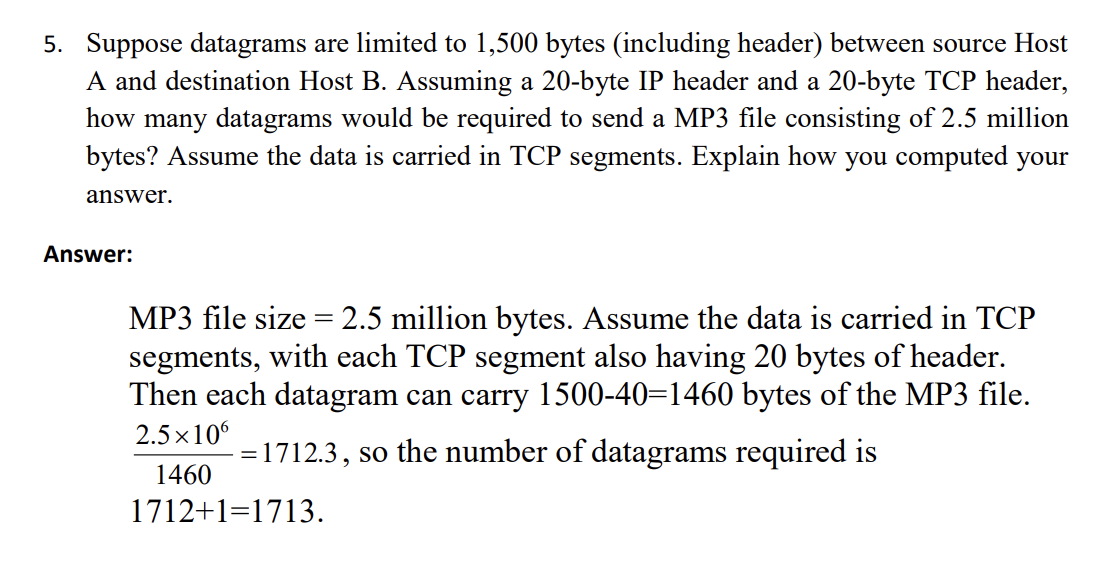 5. Suppose datagrams are limited to 1,500 bytes (including header) between source Host
A and destination Host B. Assuming a 20-byte IP header and a 20-byte TCP header,
how many datagrams would be required to send a MP3 file consisting of 2.5 million
bytes? Assume the data is carried in TCP segments. Explain how you computed your
answer.
Answer:
MP3 file size = 2.5 million bytes. Assume the data is carried in TCP
segments, with each TCP segment also having 20 bytes of header.
Then each datagram can carry 1500-40=1460 bytes of the MP3 file.
2.5×10⁶
=1712.3, so the number of datagrams required is
1460
1712+1=1713.